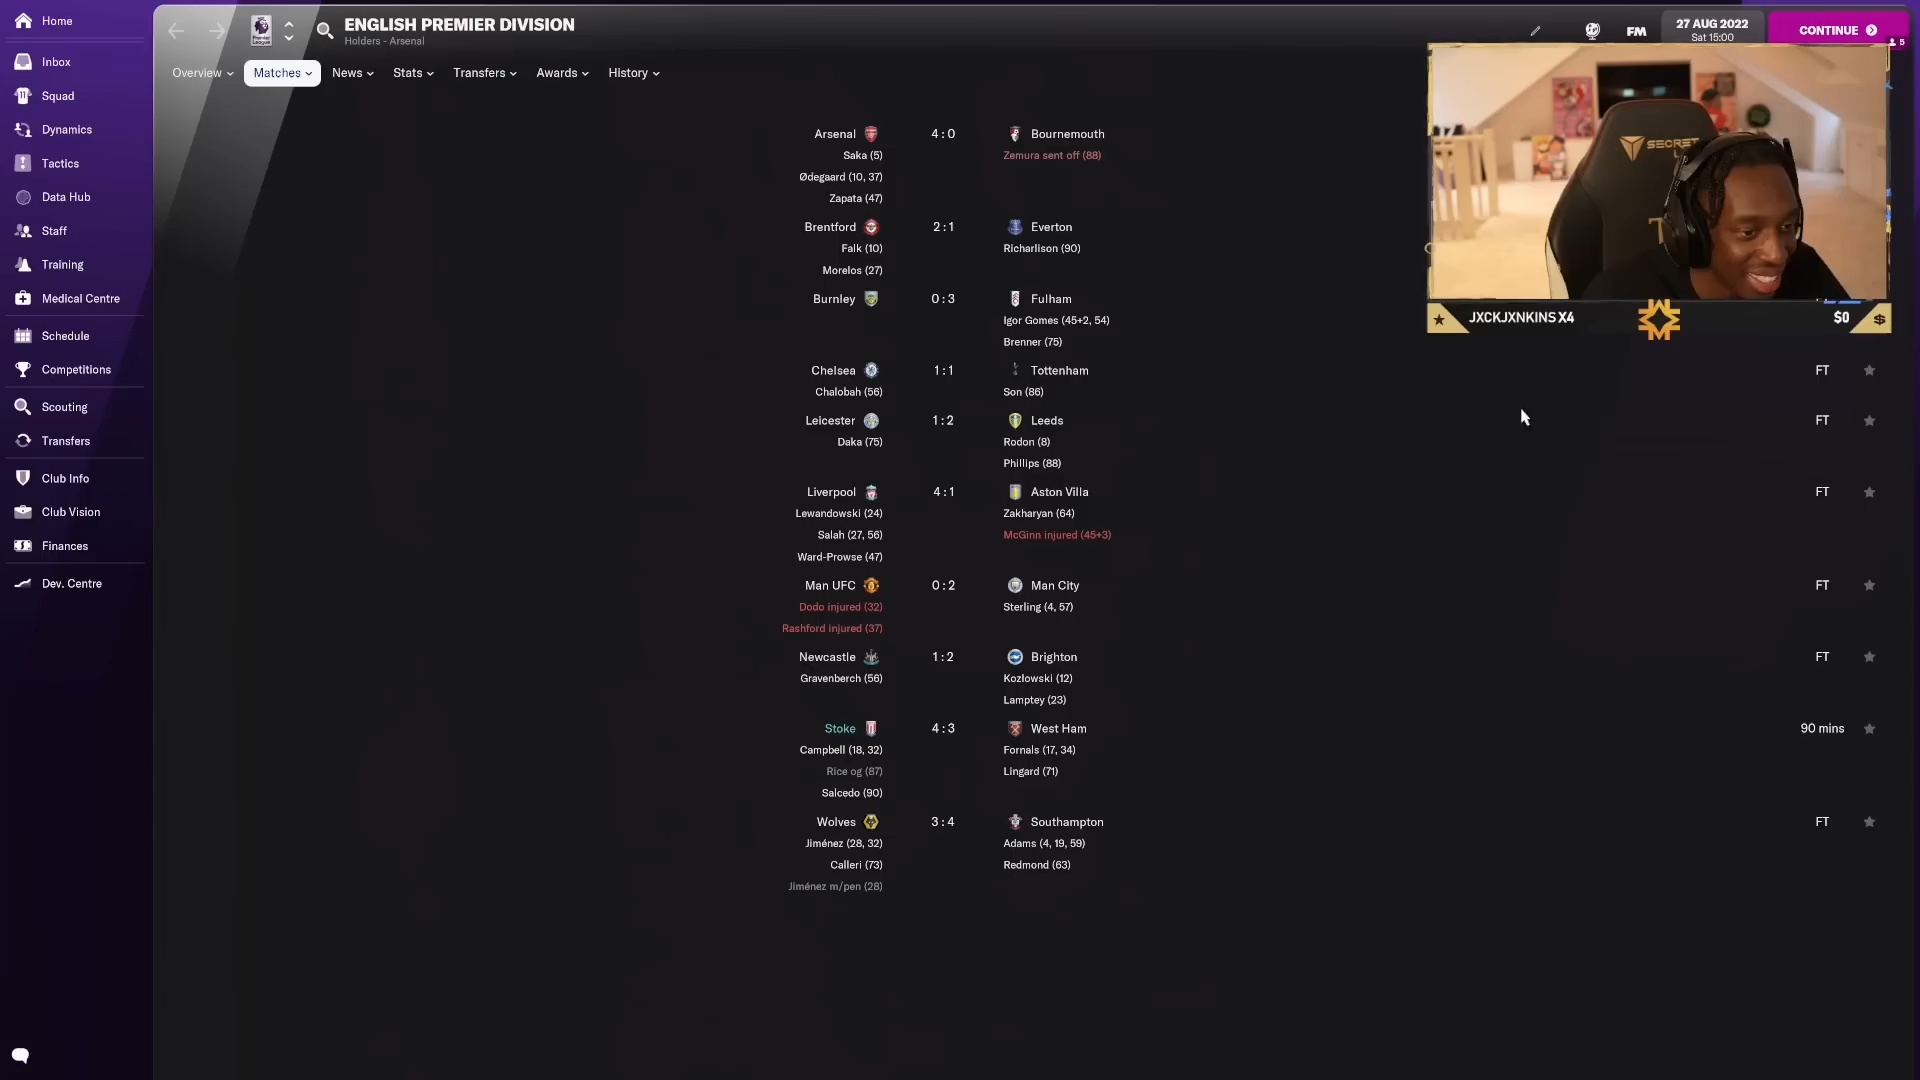 Home
Inbox
Squad
Dynamics
Tactics
Data Hub
Staff
Training
Medical Centre
Schedule
Competitions
Scouting
Transfers
Club Info
Club Vision
Finances
Dev. Centre
ENGLISH PREMIER DIVISION
Holders - Arsenal
FM
27 AUG 2022
Sat 15:00
CONTINUE
5
Overview Matches News Stats Transfers Awards History
SECRET
JXCKJXNKINS X4 $0
Arsenal 4:0 Bournemouth
Saka (5) Zemura sent off (88)
Ødegaard (10, 37)
Zapata (47)
Brentford 2:1 Everton
Falk (10) Richarlison (90)
Morelos (27)
Burnley 0:3 Fulham
Igor Gomes (45+2, 54)
Brenner (75)
Chelsea 1:1 Tottenham FT
Chalobah (56) Son (86)
Leicester 1:2 Leeds FT
Daka (75) Rodon (8)
Phillips (88)
Liverpool 4:1 Aston Villa FT
Lewandowski (24) Zakharyan (64)
Salah (27, 56) McGinn injured (45+3)
Ward-Prowse (47)
Man UFC 0:2 Man City FT
Dodo injured (32) Sterling (4, 57)
Rashford injured (37)
Newcastle 1:2 Brighton FT
Gravenberch (56) Kozłowski (12)
Lamptey (23)
Stoke 4:3 West Ham 90 mins
Campbell (18, 32) Fornals (17, 34)
Rice og (87) Lingard (71)
Salcedo (90)
Wolves 3:4 Southampton FT
Jiménez (28, 32) Adams (4, 19, 59)
Calleri (73) Redmond (63)
Jiménez m/pen (28)